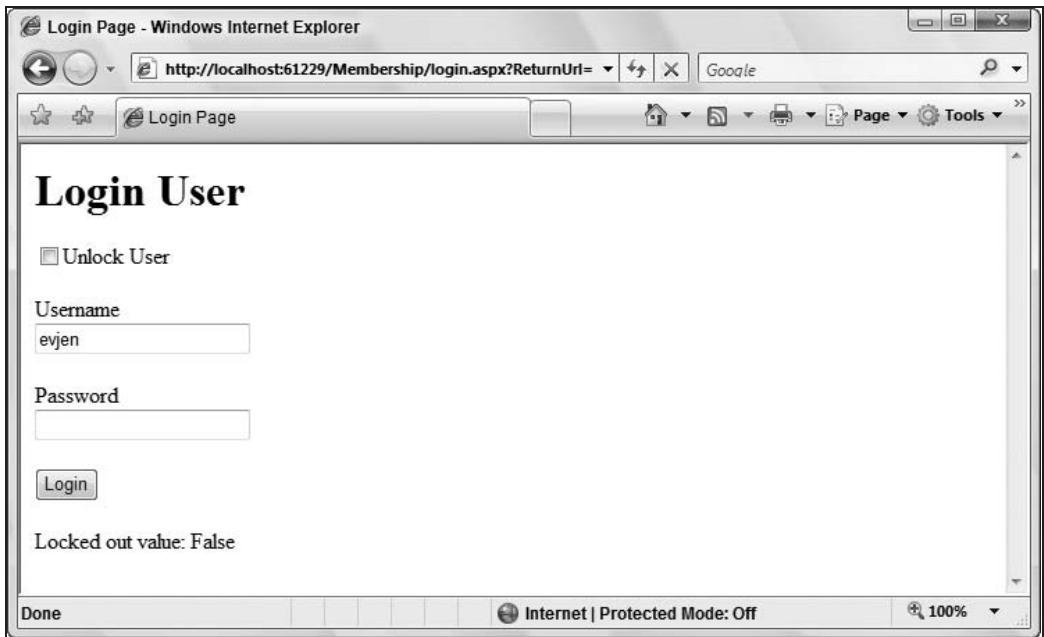 Login Page - Windows Internet Explorer
http://localhost:61229/Membership/login.aspx?ReturnUrl=
Google
Login Page
Page
Tools
Login User
Unlock User
Username
evjen
Password
Login
Locked out value: False
Done
Internet | Protected Mode: Off
100%